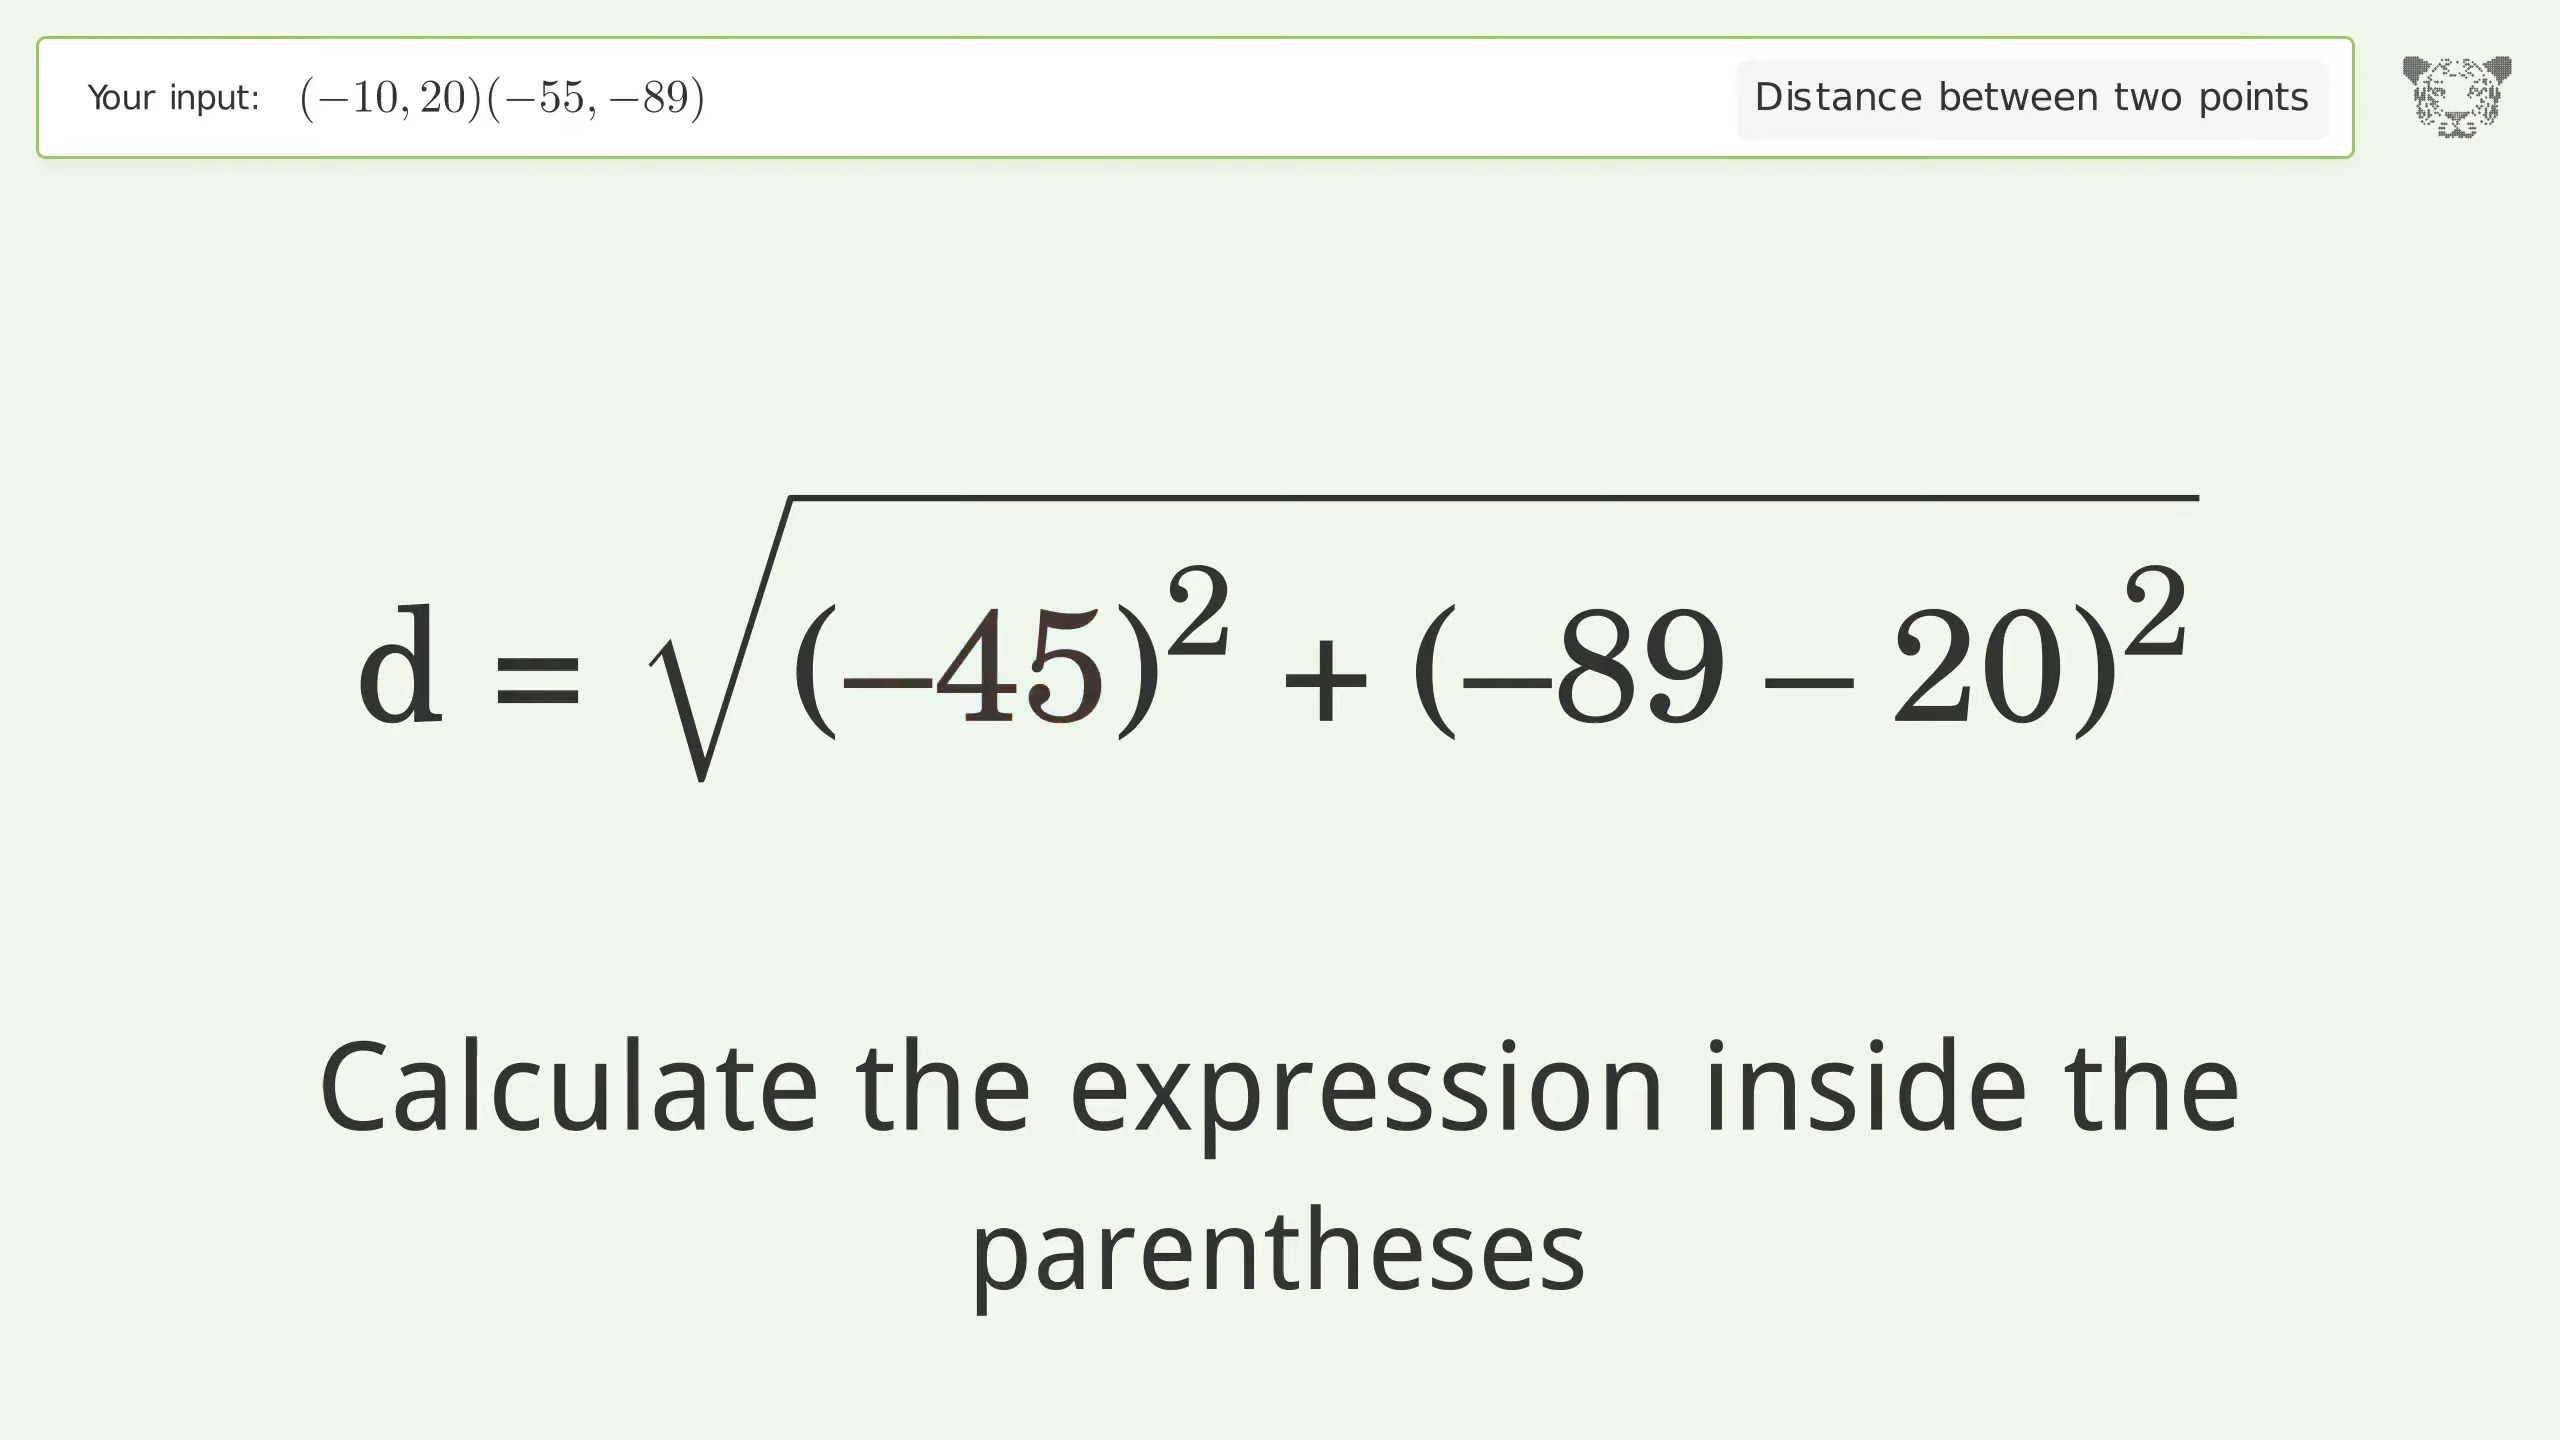 Your input: (−10, 20)(−55, −89)
Distance between two points
d = √(−45)² + (−89 − 20)²
Calculate the expression inside the
parentheses